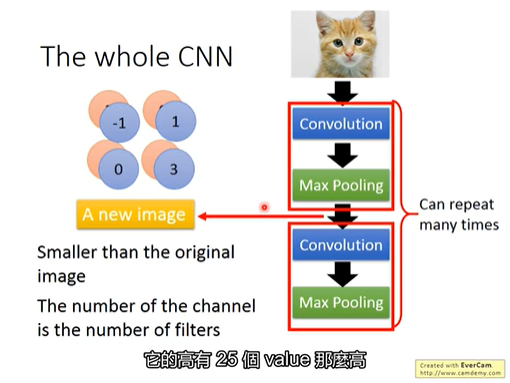 The whole CNN
-1
1
0
3
A new image
Smaller than the original
image
The number of the channel
is the number of filters
Convolution
Max Pooling
Convolution
Max Pooling
Can repeat
many times
它的高有 25 個 value 那麼高
Created with EverCam.
http://www.camdemy.com